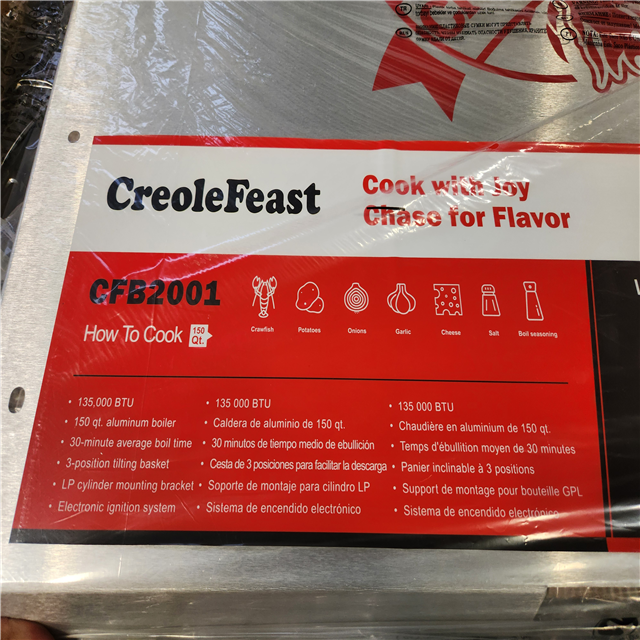 CreoleFeast
Cook with Joy
Chase for Flavor
CFB2001
How To Cook 150 Qt.
Crawfish
Potatoes
Onions
Garlic
Cheese
Salt
Boil seasoning
• 135,000 BTU
• 150 qt. aluminum boiler
• 30-minute average boil time
• 3-position tilting basket
• LP cylinder mounting bracket
• Electronic ignition system
• 135 000 BTU
• Caldera de aluminio de 150 qt.
• 30 minutos de tiempo medio de ebullición
• Cesta de 3 posiciones para facilitar la descarga
• Soporte de montaje para cilindro LP
• Sistema de encendido electrónico
• 135 000 BTU
• Chaudière en aluminium de 150 qt.
• Temps d'ébullition moyen de 30 minutes
• Panier inclinable à 3 positions
• Support de montage pour bouteille GPL
• Sistema de encendido electrónico